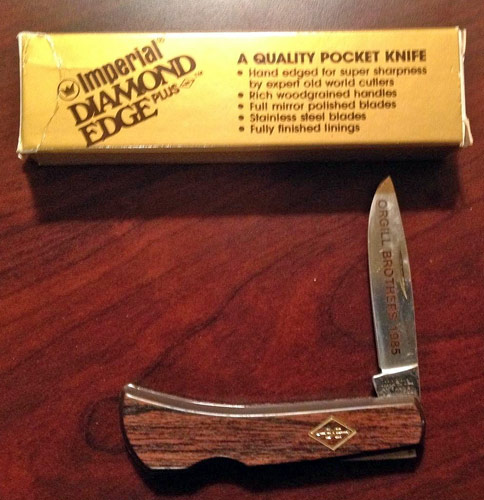 Imperial
DIAMOND
EDGE PLUS
A QUALITY POCKET KNIFE
• Hand edged for super sharpness
by expert old world cutlers
• Rich woodgrained handles
• Full mirror polished blades
• Stainless steel blades
• Fully finished linings
ORGILL BROTHERS 1985